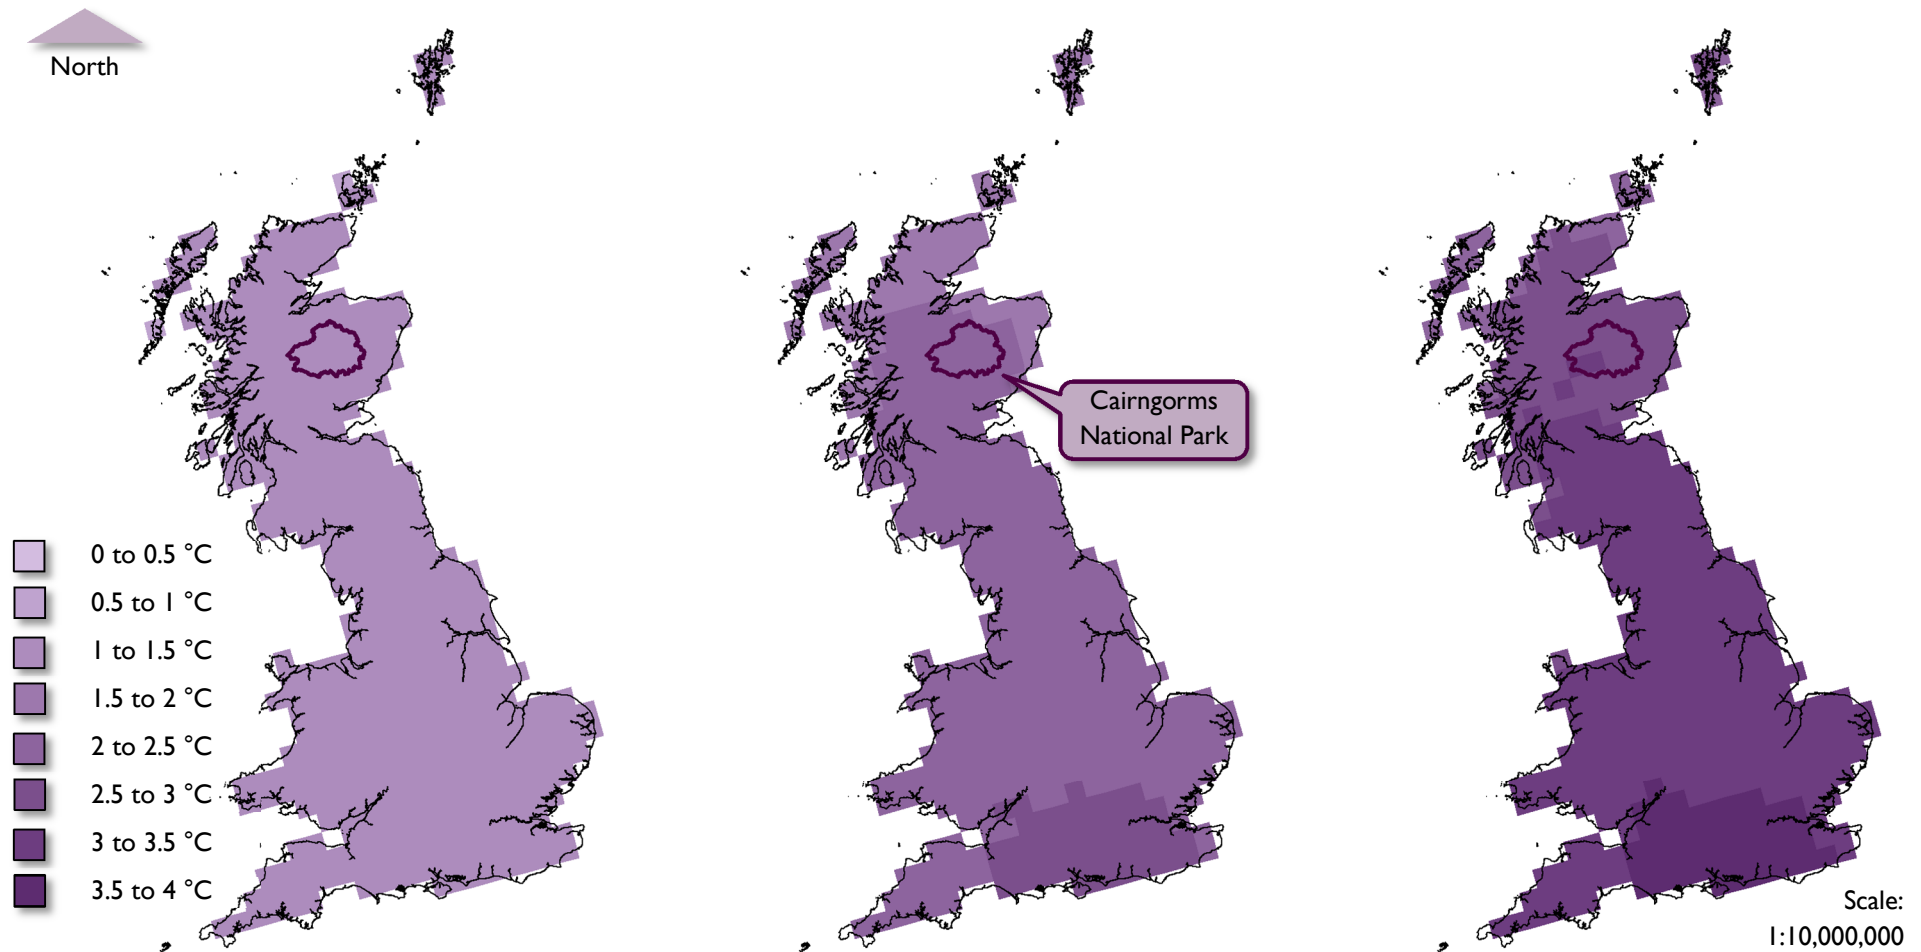 North
Cairngorms
National Park
0 to 0.5 °C
0.5 to 1 °C
1 to 1.5 °C
1.5 to 2 °C
2 to 2.5 °C
2.5 to 3 °C
3 to 3.5 °C
3.5 to 4 °C
Scale:
1:10,000,000